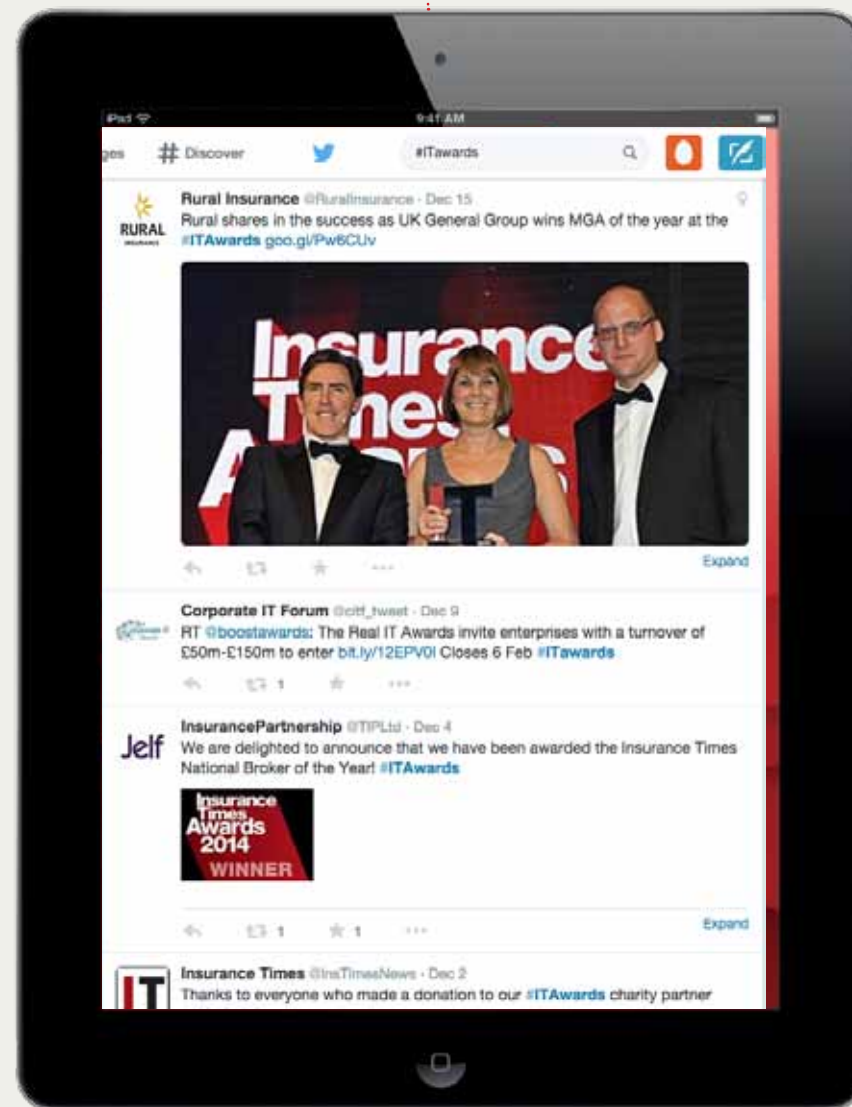 iPad 9:41 AM
ges # Discover #ITawards
Rural Insurance @RuralInsurance · Dec 15
Rural shares in the success as UK General Group wins MGA of the year at the
#ITAwards goo.gl/Pw6CUv
RURAL
INSURANCE
Insurance
Times
Awards
IT
Expand
Corporate IT Forum @citf_tweet · Dec 9
RT @boostawards: The Real IT Awards invite enterprises with a turnover of
£50m-£150m to enter bit.ly/12EPV0l Closes 6 Feb #ITawards
1
InsurancePartnership @TIPLtd · Dec 4
Jelf
We are delighted to announce that we have been awarded the Insurance Times
National Broker of the Year! #ITAwards
Insurance
Times
Awards
2014
WINNER
1 1
Expand
Insurance Times @InsTimesNews · Dec 2
IT
Thanks to everyone who made a donation to our #ITAwards charity partner